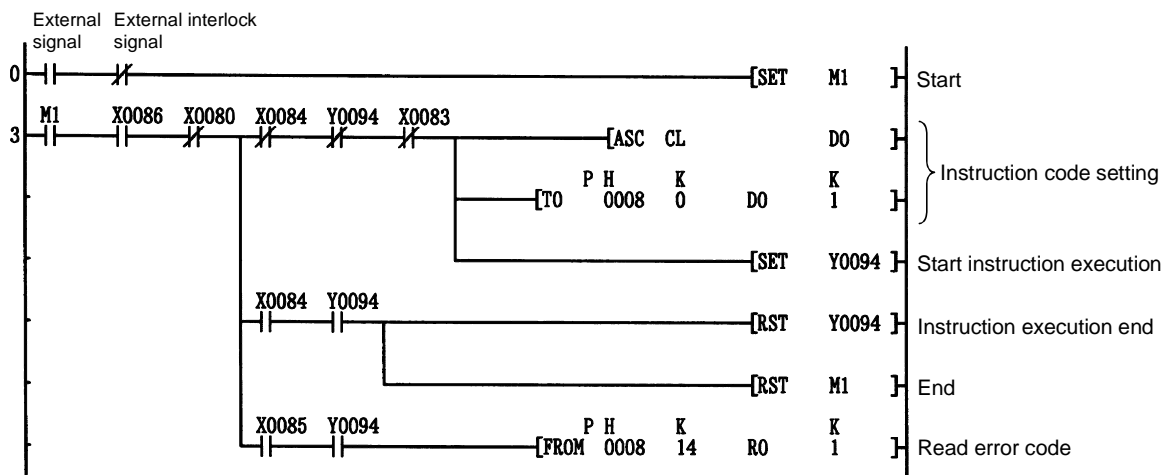 External External interlock
signal signal
0 [SET M1 ] Start
M1 X0086 X0080 X0084 Y0094 X0083
3 [ASC CL D0 ]
Instruction code setting
P H K K
[TO 0008 0 D0 1 ]
[SET Y0094 ] Start instruction execution
X0084 Y0094
[RST Y0094 ] Instruction execution end
[RST M1 ] End
X0085 Y0094 P H K K
[FROM 0008 14 R0 1 ] Read error code